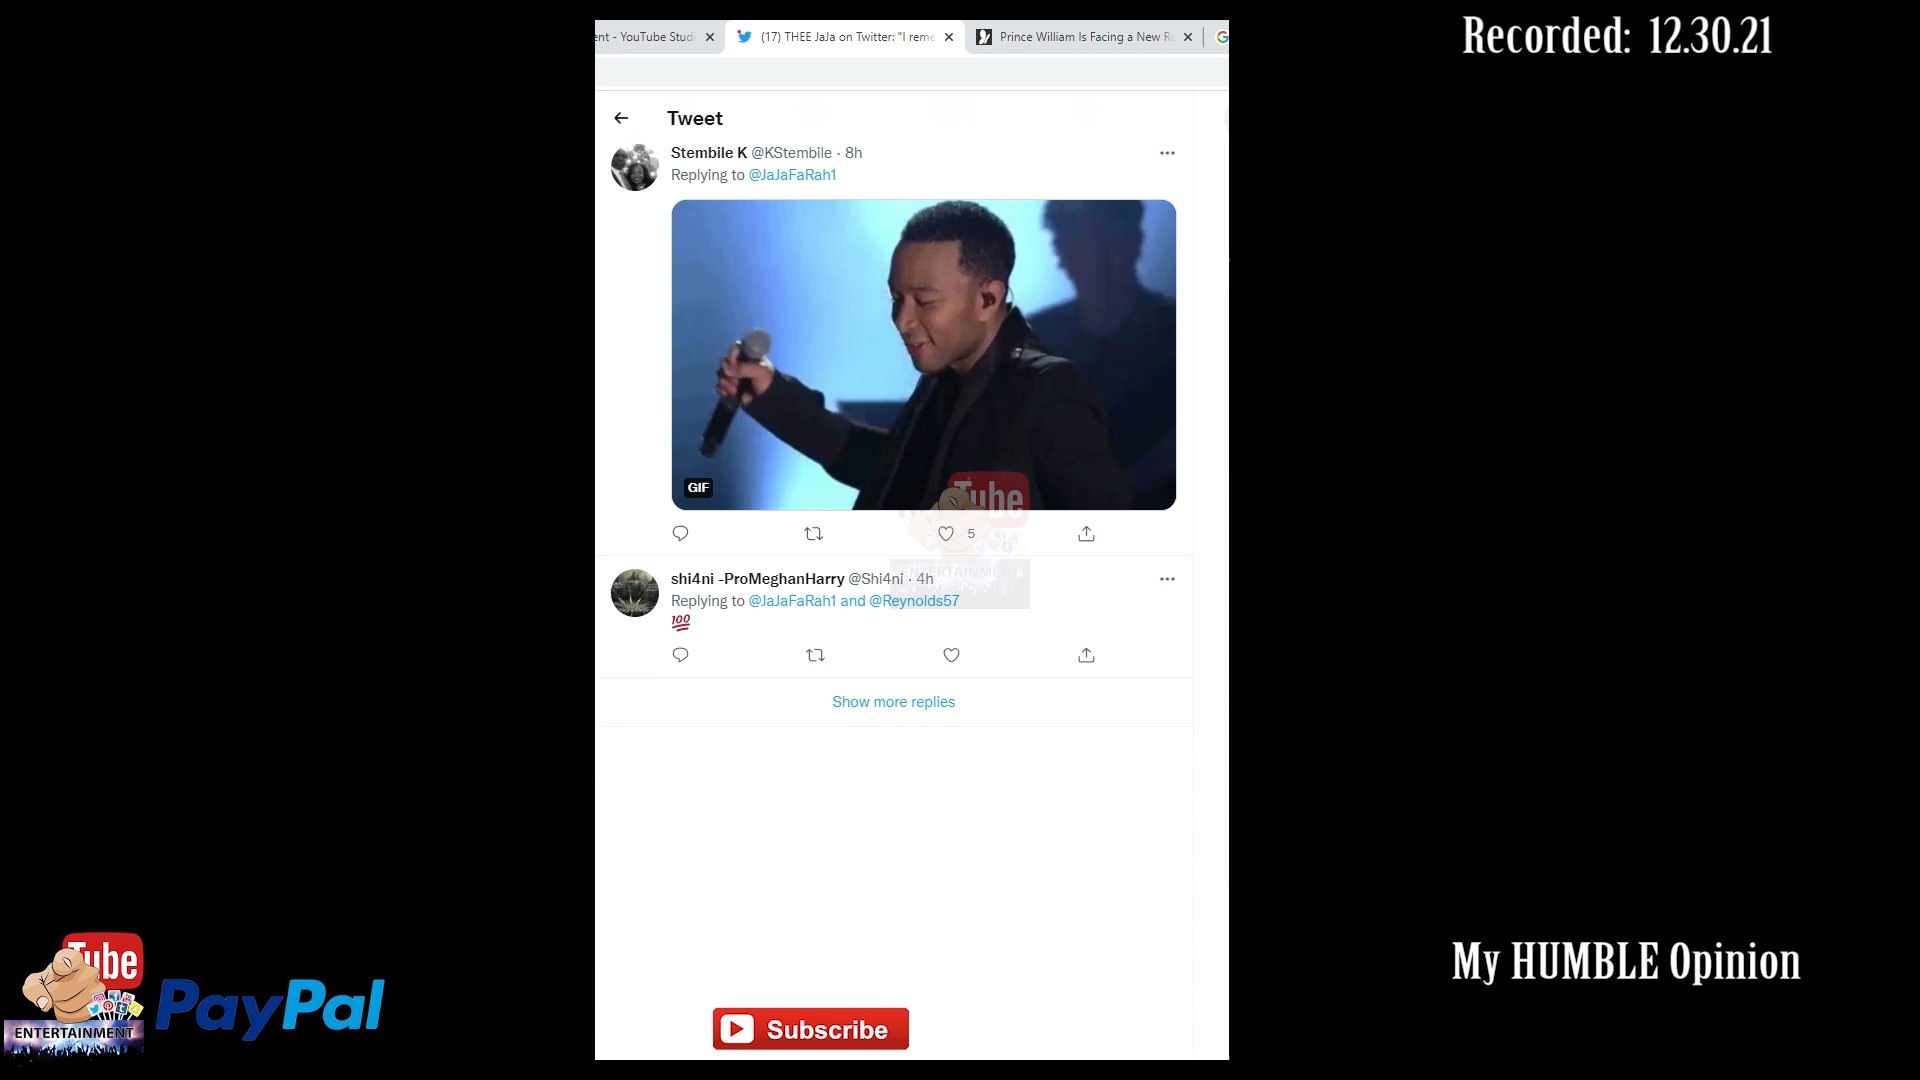 Recorded: 12.30.21
ent - YouTube Stud
(17) THEE JaJa on Twitter: "I reme
Prince William Is Facing a New R
Tweet
Stembile K @KStembile · 8h
Replying to @JaJaFaRah1
GIF
Tube
5
ENTERTAINMENT
shi4ni -ProMeghanHarry @Shi4ni · 4h
Replying to @JaJaFaRah1 and @Reynolds57
💯
Show more replies
Tube
ENTERTAINMENT
PayPal
My HUMBLE Opinion
Subscribe